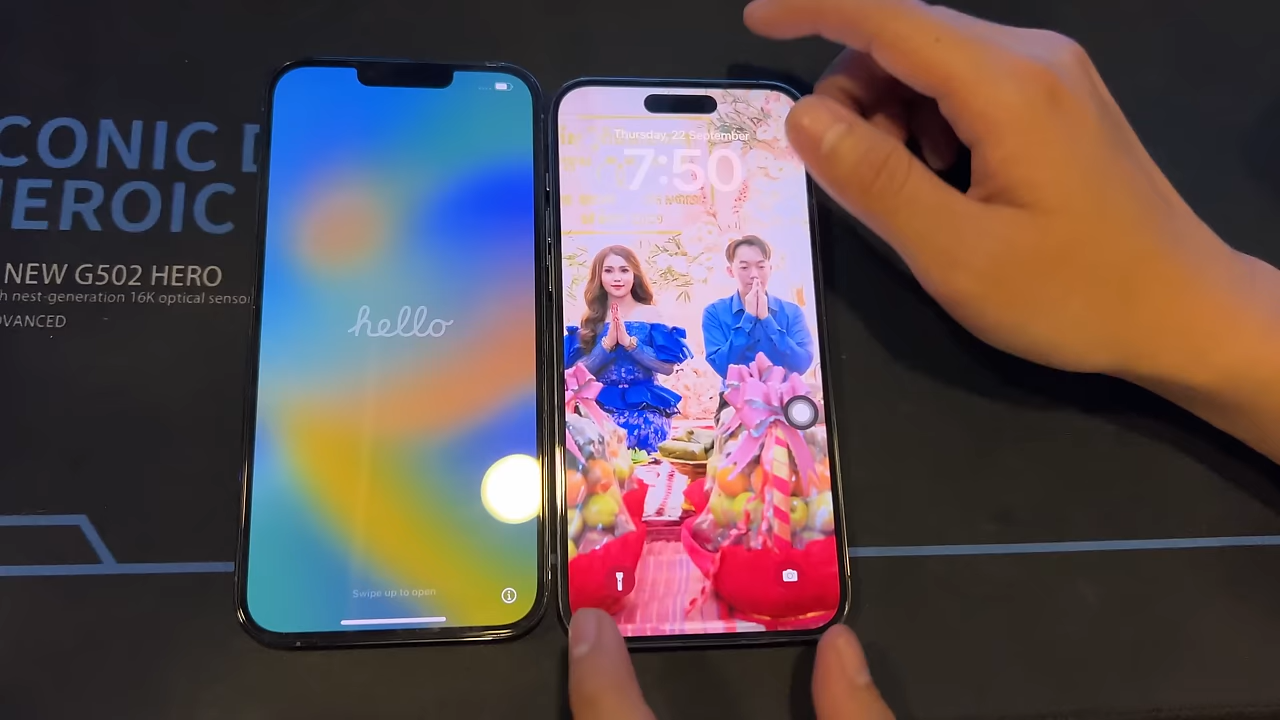 CONIC D
HEROIC
NEW G502 HERO
h nest-generation 16K optical sensor
DVANCED
hello
Swipe up to open
Thursday, 22 September
7:50